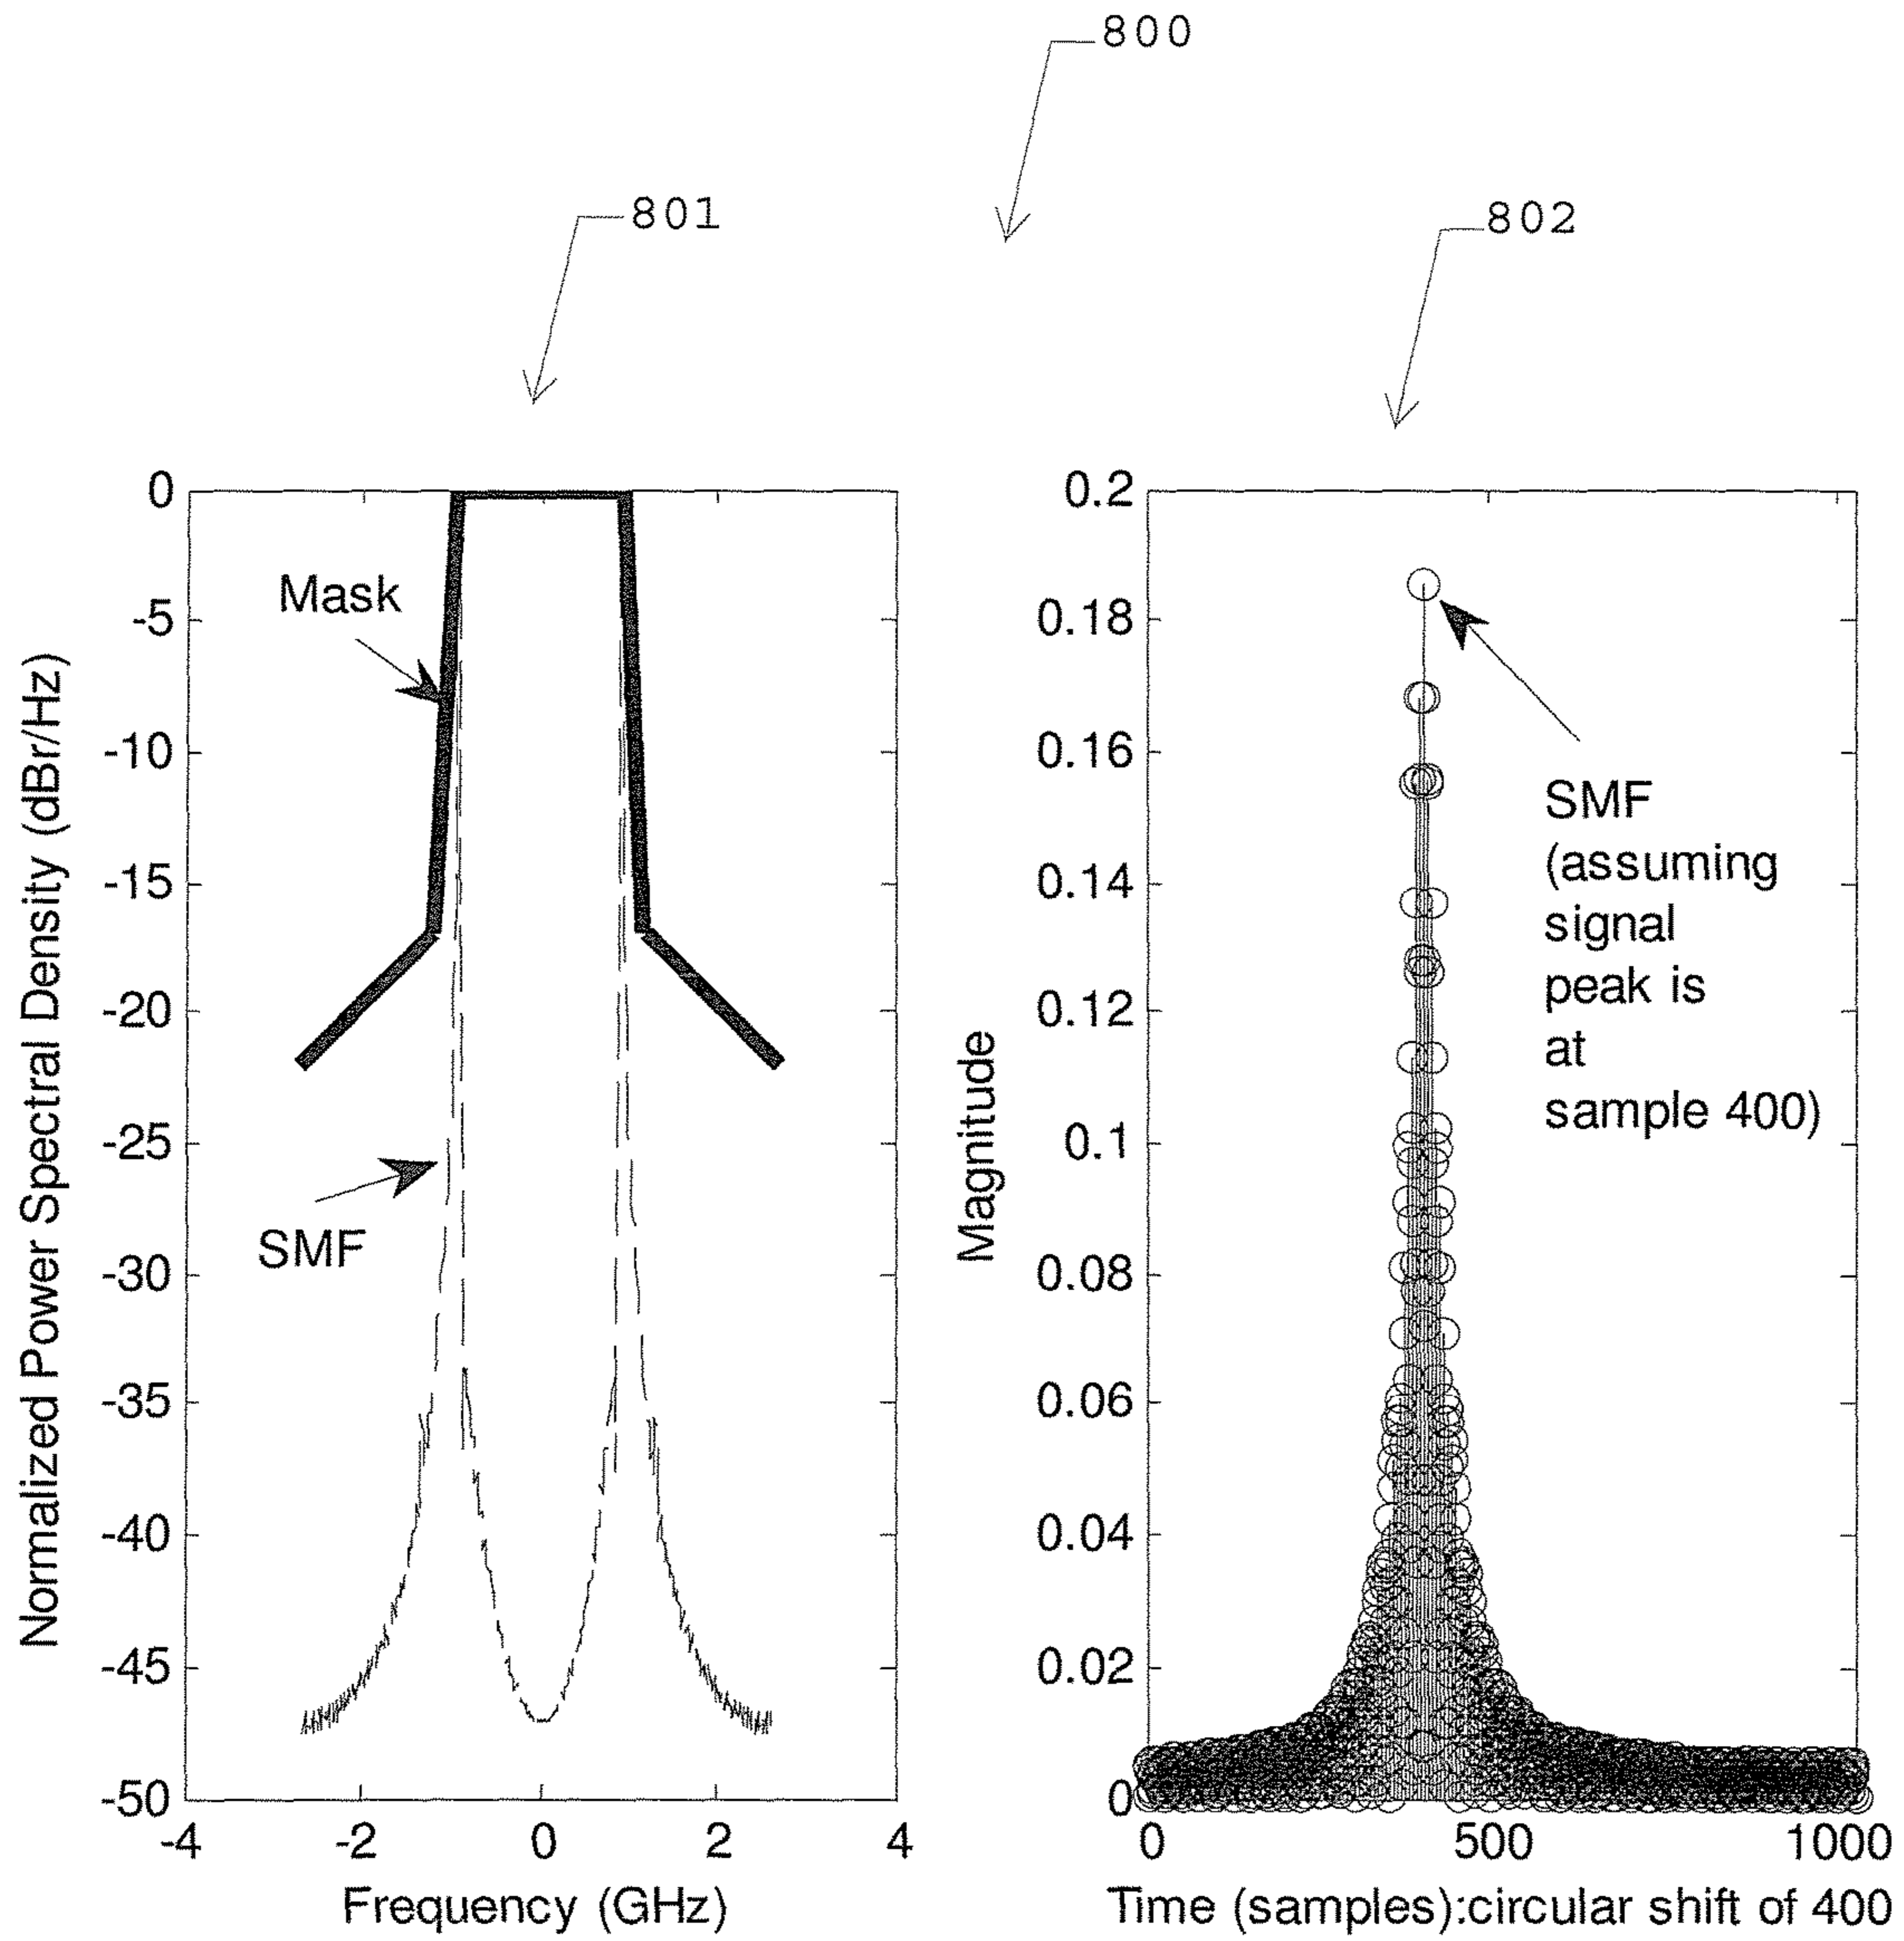 800
801
802
Normalized Power Spectral Density (dBr/Hz)
0
-5
-10
-15
-20
-25
-30
-35
-40
-45
-50
Mask
SMF
-4
-2
0
2
4
Frequency (GHz)
Magnitude
0.2
0.18
0.16
0.14
0.12
0.1
0.08
0.06
0.04
0.02
0
SMF
(assuming
signal
peak is
at
sample 400)
0
500
1000
Time (samples):circular shift of 400